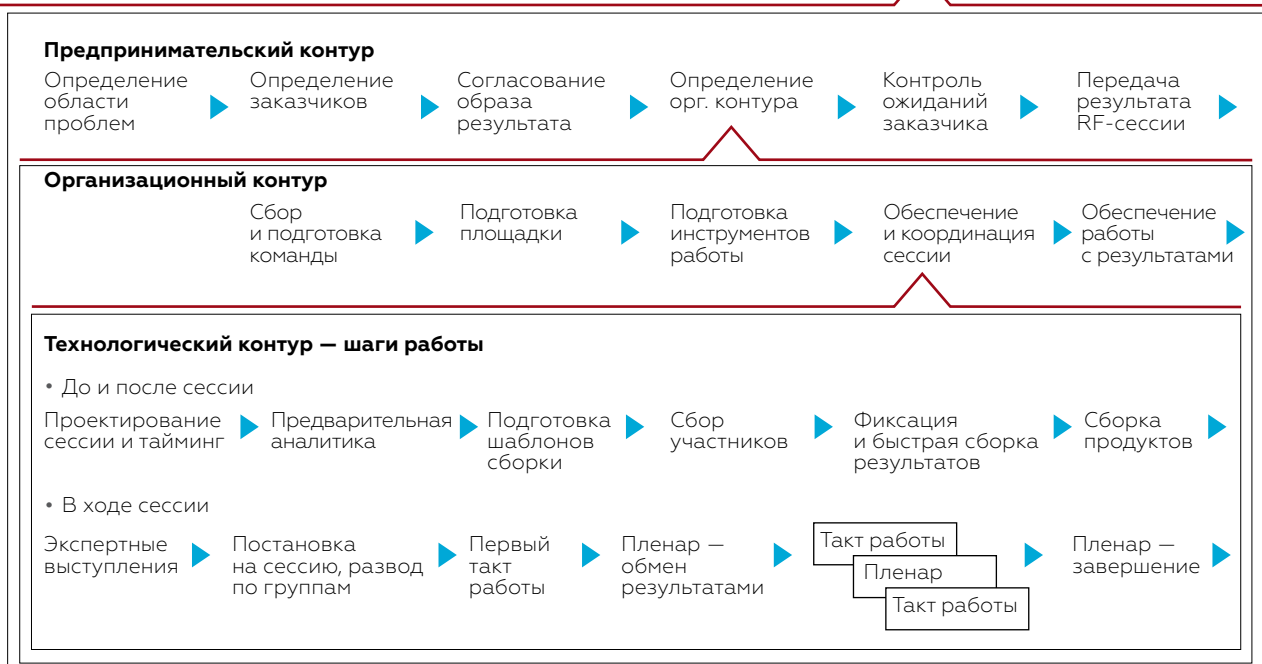 Предпринимательский контур
Определение
области
проблем
Определение
заказчиков
Согласование
образа
результата
Определение
орг. контура
Контроль
ожиданий
заказчика
Передача
результата
RF-сессии
Организационный контур
Сбор
и подготовка
команды
Подготовка
площадки
Подготовка
инструментов
работы
Обеспечение
и координация
сессии
Обеспечение
работы
с результатами
Технологический контур — шаги работы
• До и после сессии
Проектирование
сессии и тайминг
Предварительная
аналитика
Подготовка
шаблонов
сборки
Сбор
участников
Фиксация
и быстрая сборка
результатов
Сборка
продуктов
• В ходе сессии
Экспертные
выступления
Постановка
на сессию, развод
по группам
Первый
такт
работы
Пленар —
обмен
результатами
Такт работы
Пленар
Такт работы
Пленар —
завершение